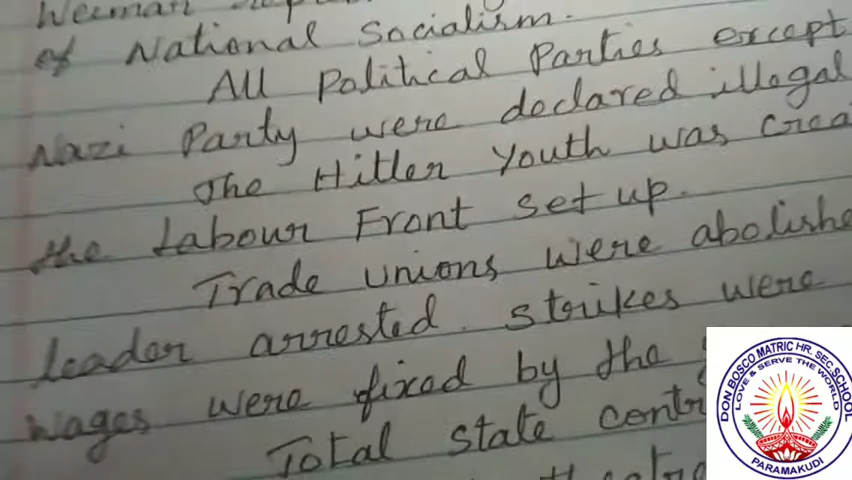 Weimar
of National Socialism.
All Political Parties except
Nazi Party were declared illegal
The Hitler Youth was crea
the Labour Front set up.
Trade unions were abolishe
leader arrested. Strikes were
wages were fixed by the
Total state contr
DON BOSCO MATRIC HR. SEC. SCHOOL
LOVE & SERVE THE WORLD
PARAMAKUDI